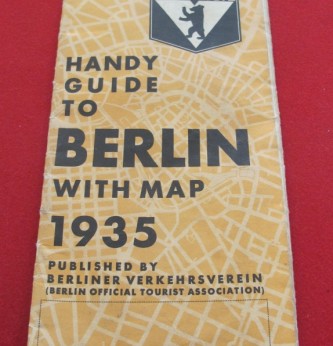 HANDY
GUIDE
TO
BERLIN
WITH MAP
1935
PUBLISHED BY
BERLINER VERKEHRSVEREIN
(BERLIN OFFICIAL TOURIST ASSOCIATION)